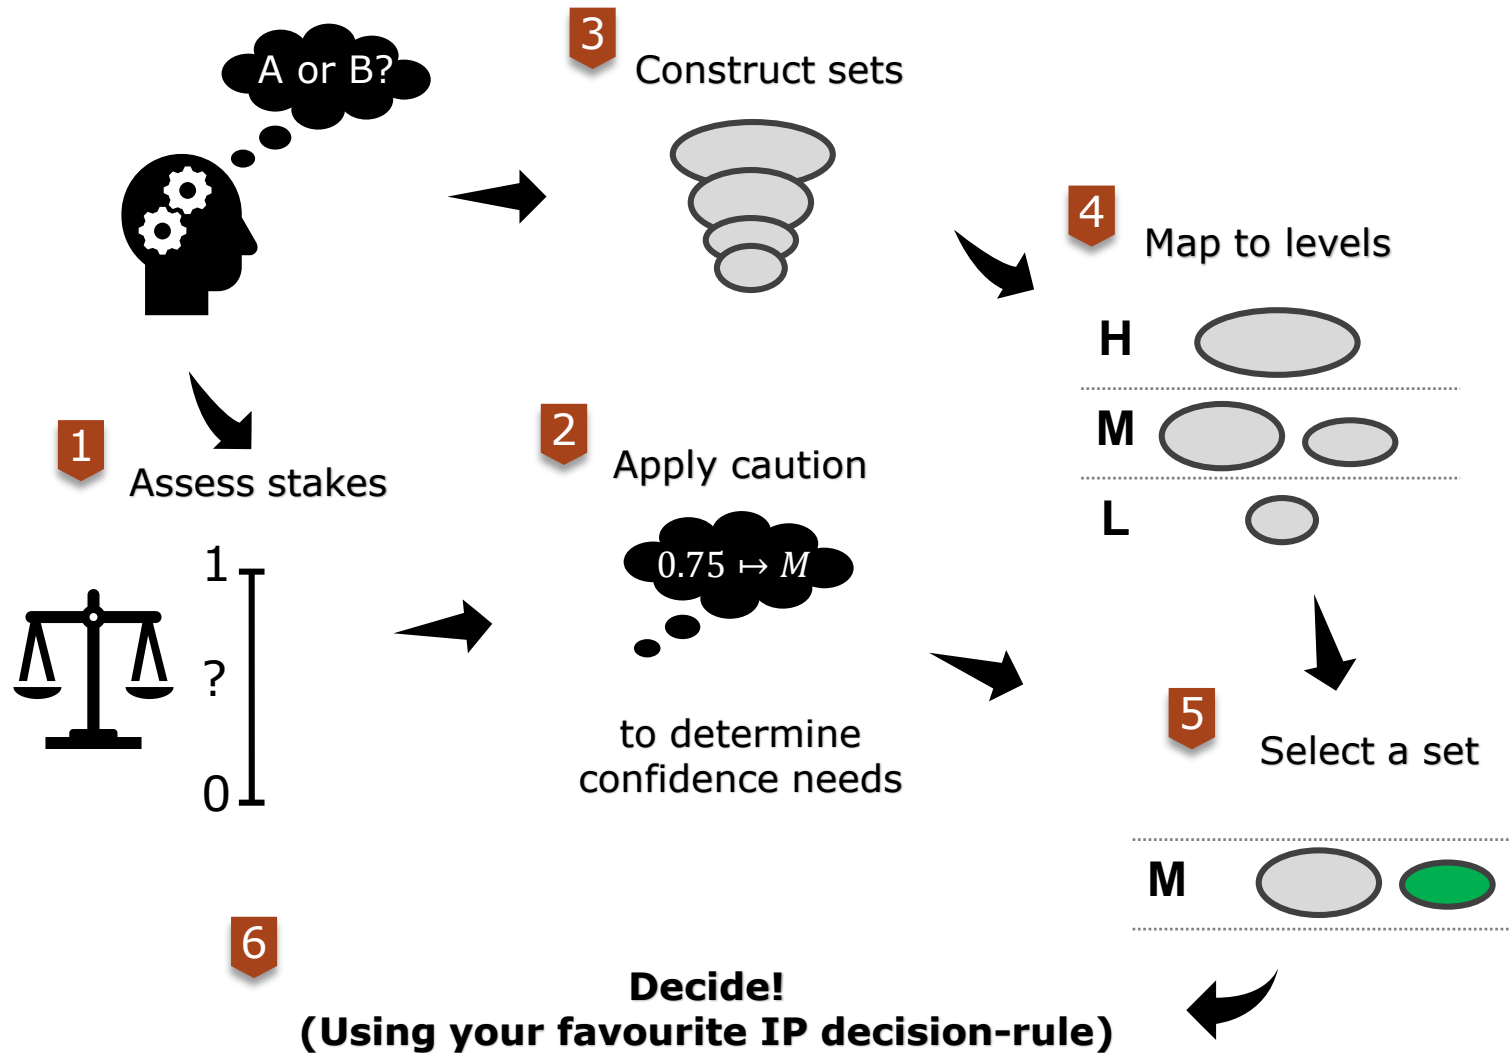 A or B?
3
Construct sets
4
Map to levels
H
M
L
1
Assess stakes
1
?
0
2
Apply caution
0.75 ↦ M
to determine
confidence needs
5
Select a set
M
6
Decide!
(Using your favourite IP decision-rule)